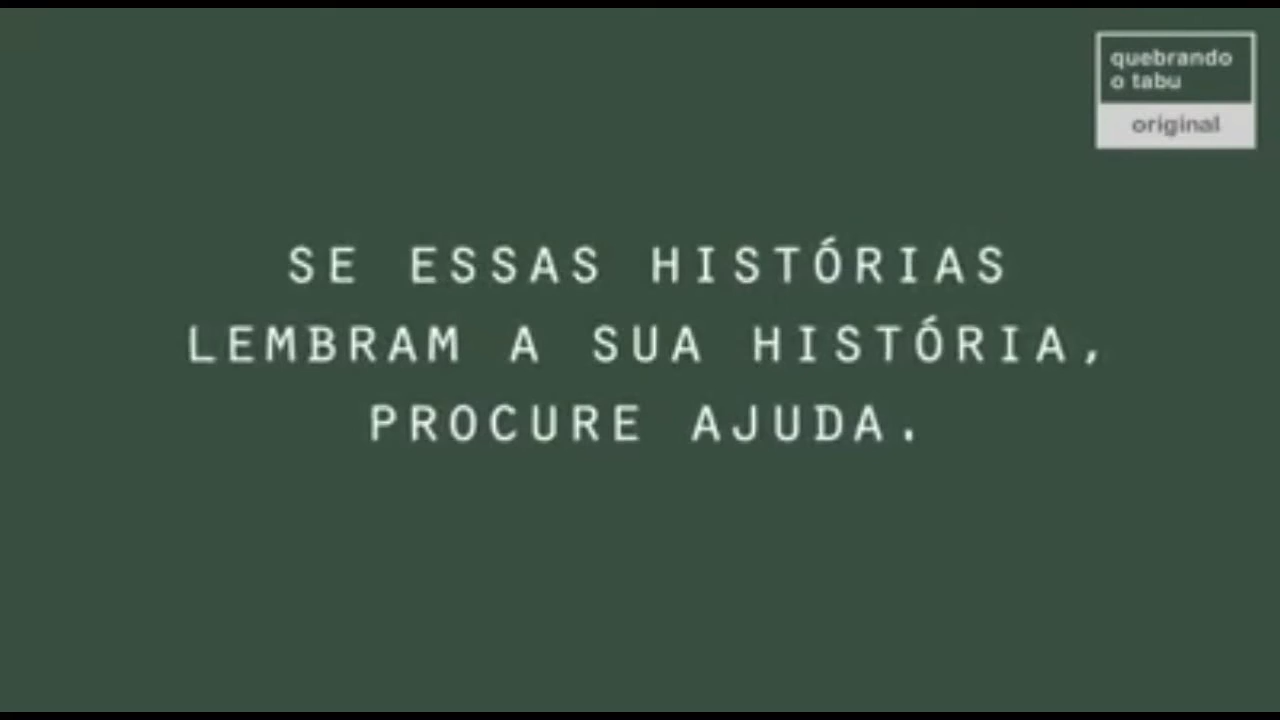 quebrando
o tabu
original
SE ESSAS HISTÓRIAS
LEMBRAM A SUA HISTÓRIA,
PROCURE AJUDA.